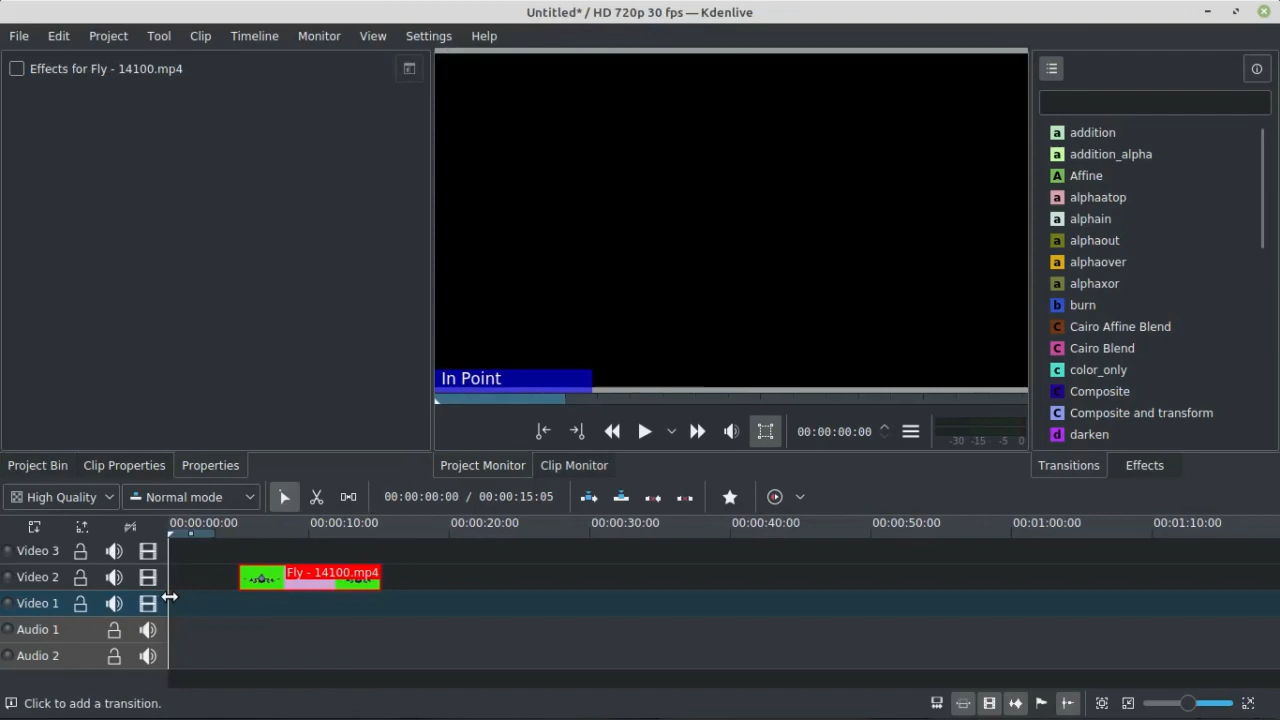 Untitled* / HD 720p 30 fps — Kdenlive
File Edit Project Tool Clip Timeline Monitor View Settings Help
Effects for Fly - 14100.mp4
addition
addition_alpha
Affine
alphaatop
alphain
alphaout
alphaover
alphaxor
burn
Cairo Affine Blend
Cairo Blend
color_only
Composite
Composite and transform
darken
In Point
00:00:00:00
-30 -15 -5 0
Project Bin Clip Properties Properties Project Monitor Clip Monitor Transitions Effects
High Quality Normal mode 00:00:00:00 / 00:00:15:05
00:00:00:00 00:00:10:00 00:00:20:00 00:00:30:00 00:00:40:00 00:00:50:00 00:01:00:00 00:01:10:00
Video 3
Video 2 Fly - 14100.mp4
Video 1
Audio 1
Audio 2
Click to add a transition.